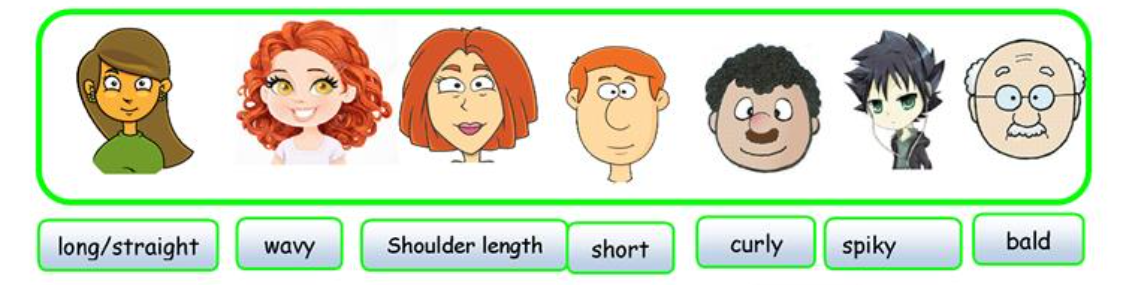 long/straight
wavy
Shoulder length
short
curly
spiky
bald